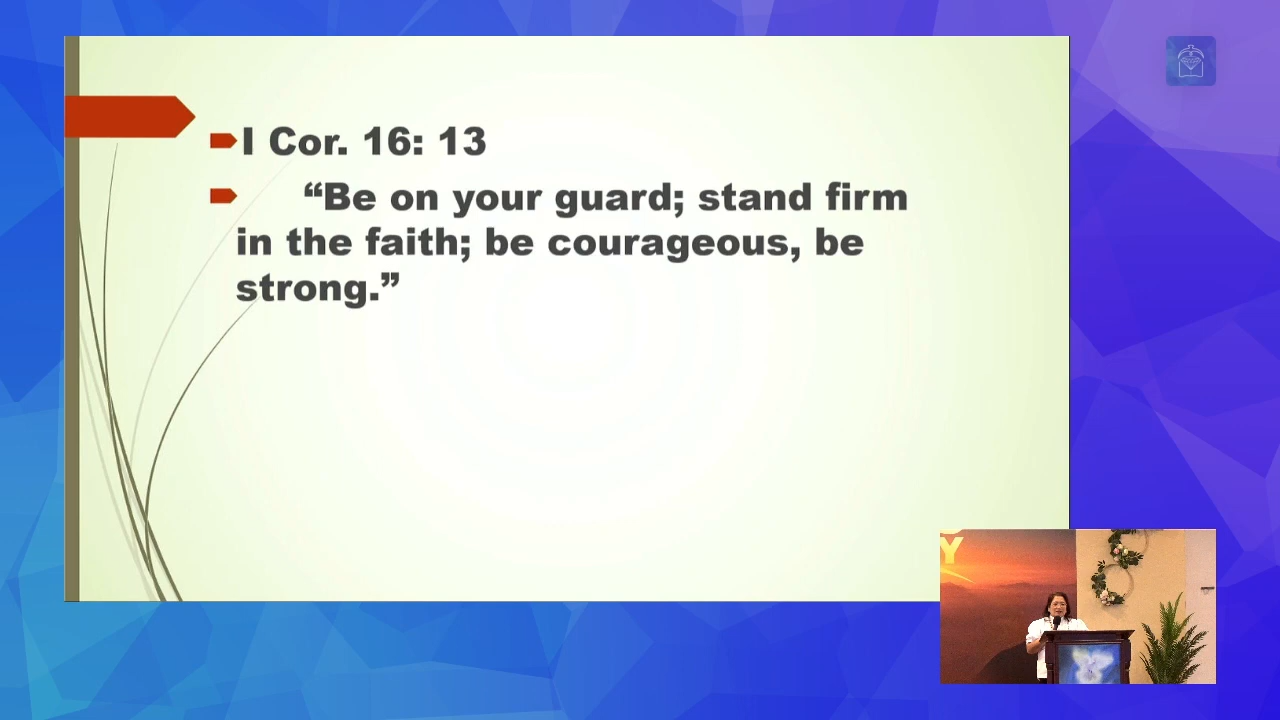 I Cor. 16: 13
“Be on your guard; stand firm
in the faith; be courageous, be
strong.”
Y